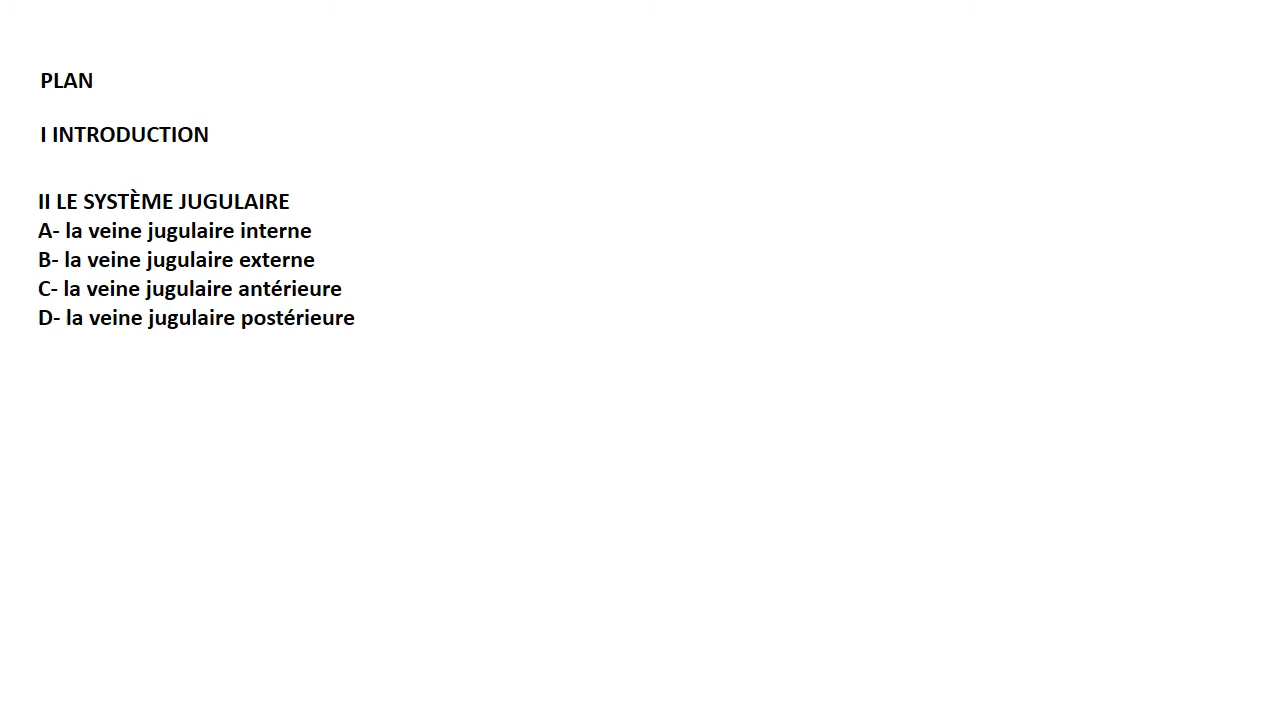 PLAN
I INTRODUCTION
II LE SYSTÈME JUGULAIRE
A- la veine jugulaire interne
B- la veine jugulaire externe
C- la veine jugulaire antérieure
D- la veine jugulaire postérieure